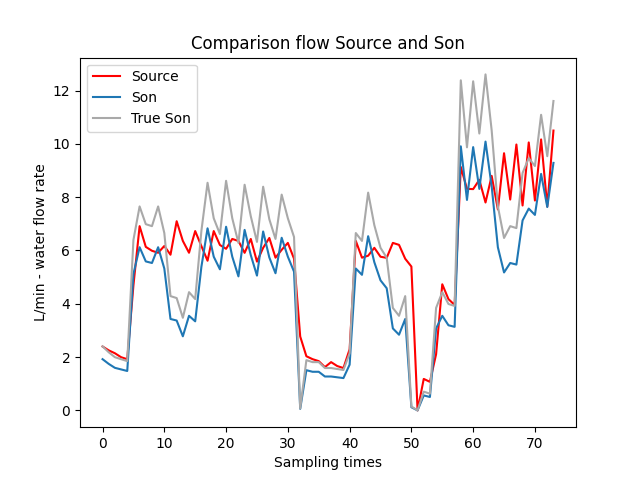 Comparison flow Source and Son
Source
Son
True Son
L/min - water flow rate
12
10
8
6
4
2
0
0 10 20 30 40 50 60 70
Sampling times